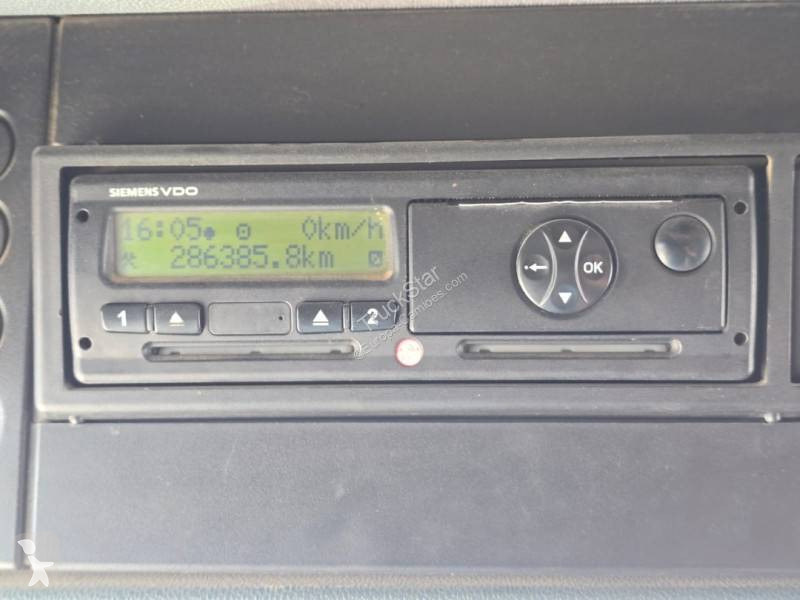 SIEMENS VDO
16:05 0km/h
286385.8km
1
2
OK
TruckStar